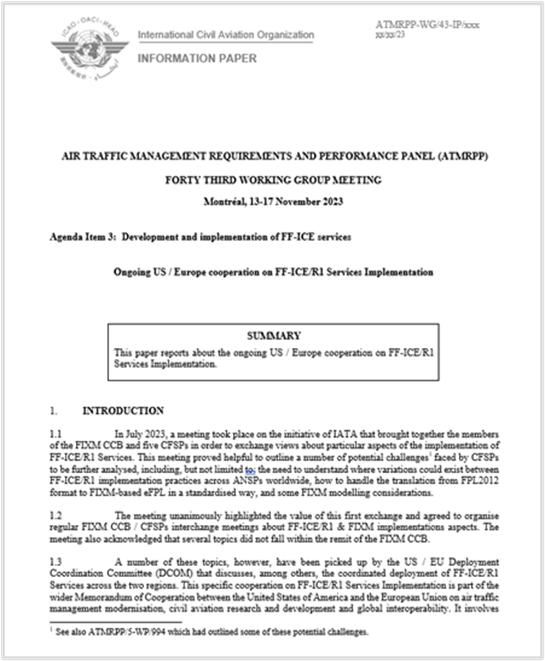 ICAO • OACI • ИКАО
International Civil Aviation Organization
INFORMATION PAPER
ATMRPP-WG/43-IP/xxx
xx/xx/23
AIR TRAFFIC MANAGEMENT REQUIREMENTS AND PERFORMANCE PANEL (ATMRPP)
FORTY THIRD WORKING GROUP MEETING
Montréal, 13-17 November 2023
Agenda Item 3: Development and implementation of FF-ICE services
Ongoing US / Europe cooperation on FF-ICE/R1 Services Implementation
SUMMARY
This paper reports about the ongoing US / Europe cooperation on FF-ICE/R1
Services Implementation.
1. INTRODUCTION
1.1 In July 2023, a meeting took place on the initiative of IATA that brought together the members
of the FIXM CCB and five CFSPs in order to exchange views about particular aspects of the implementation of
FF-ICE/R1 Services. This meeting proved helpful to outline a number of potential challenges¹ faced by CFSPs
to be further analysed, including, but not limited to; the need to understand where variations could exist between
FF-ICE/R1 implementation practices across ANSPs worldwide, how to handle the translation from FPL2012
format to FIXM-based eFPL in a standardised way, and some FIXM modelling considerations.
1.2 The meeting unanimously highlighted the value of this first exchange and agreed to organise
regular FIXM CCB / CFSPs interchange meetings about FF-ICE/R1 & FIXM implementations aspects. The
meeting also acknowledged that several topics did not fall within the remit of the FIXM CCB.
1.3 A number of these topics, however, have been picked up by the US / EU Deployment
Coordination Committee (DCOM) that discusses, among others, the coordinated deployment of FF-ICE/R1
Services across the two regions. This specific cooperation on FF-ICE/R1 Services Implementation is part of the
wider Memorandum of Cooperation between the United States of America and the European Union on air traffic
management modernisation, civil aviation research and development and global interoperability. It involves
¹ See also ATMRPP/5-WP/994 which had outlined some of these potential challenges.